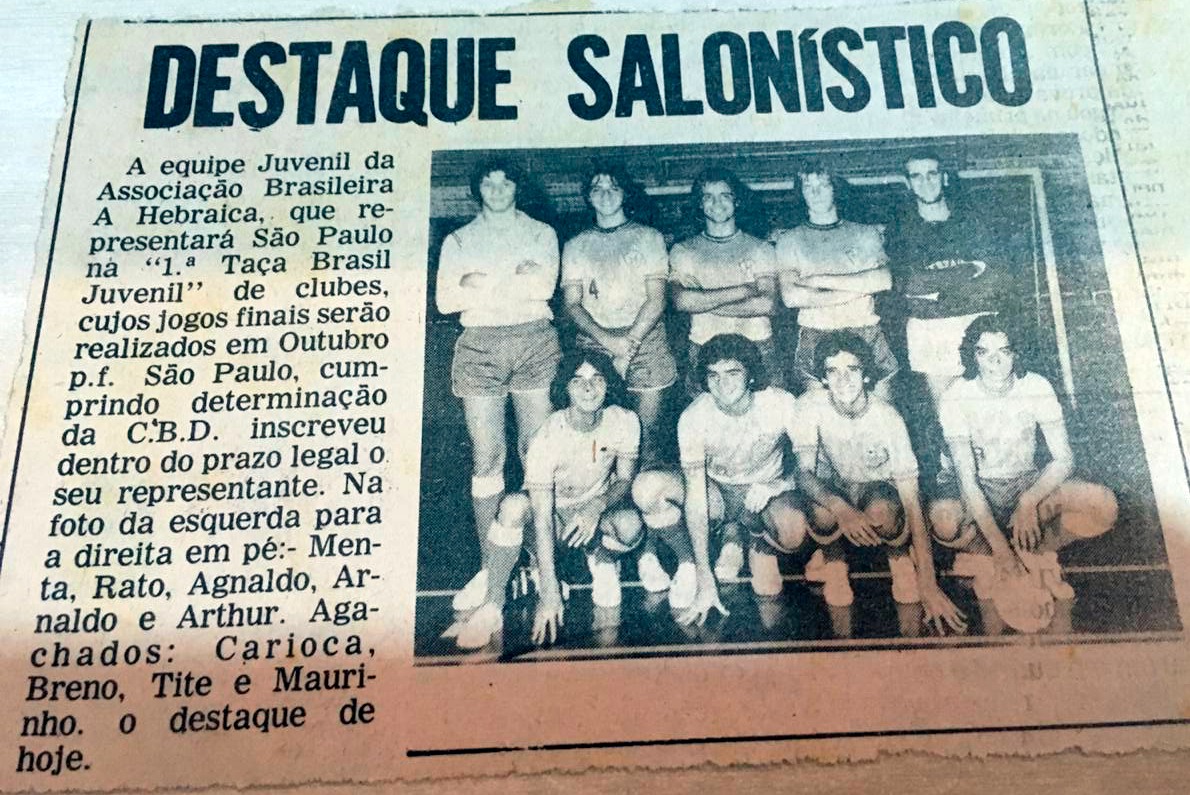 DESTAQUE SALONÍSTICO
A equipe Juvenil da
Associação Brasileira
A Hebraica, que re-
presentará São Paulo
na “1.ª Taça Brasil
Juvenil” de clubes,
cujos jogos finais serão
realizados em Outubro
p.f. São Paulo, cum-
prindo determinação
da C.B.D. inscreveu
dentro do prazo legal o
seu representante. Na
foto da esquerda para
a direita em pé:- Men-
ta, Rato, Agnaldo, Ar-
naldo e Arthur. Aga-
chados: Carioca,
Breno, Tite e Mauri-
nho. o destaque de
hoje.
4